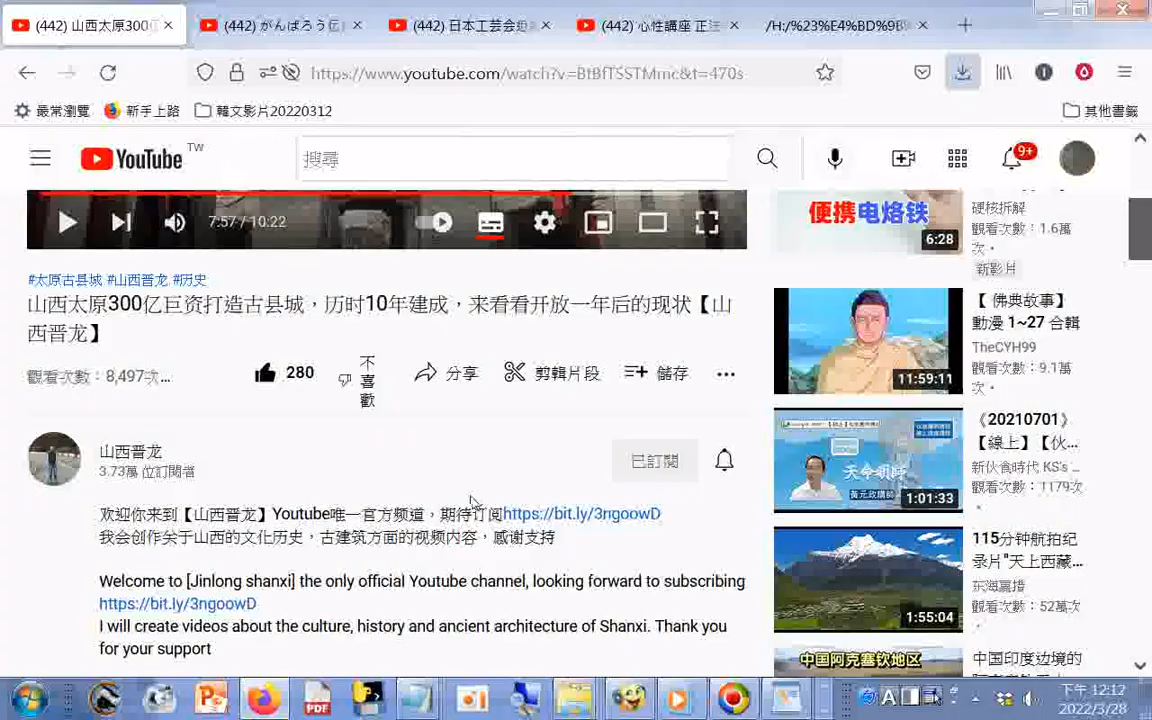 (442) 山西太原300
(442) がんばろう伝
(442) 日本工芸会
(442) 心性講座 正
/H:/%23%E4%BD%9B
https://www.youtube.com/watch?v=BtBfTSSTMmc&t=470s
最常瀏覽
新手上路
韓文影片20220312
其他書籤
YouTube
TW
搜尋
9+
7:57 / 10:22
#太原古县城 #山西晋龙 #历史
山西太原300亿巨资打造古县城，历时10年建成，来看看开放一年后的现状【山
西晋龙】
觀看次數：8,497次...
280
不喜歡
分享
剪輯片段
儲存
山西晋龙
3.73萬 位訂閱者
已訂閱
欢迎你来到【山西晋龙】Youtube唯一官方频道，期待订阅https://bit.ly/3ngoowD
我会创作关于山西的文化历史，古建筑方面的视频内容，感谢支持
Welcome to [Jinlong shanxi] the only official Youtube channel, looking forward to subscribing
https://bit.ly/3ngoowD
I will create videos about the culture, history and ancient architecture of Shanxi. Thank you
for your support
便携电烙铁
6:28
硬核拆解
觀看次數：1.6萬
次・
新影片
11:59:11
【 佛典故事】
動漫 1~27 合輯
TheCYH99
觀看次數：9.1萬
次・
天命領師
黃元政講師
1:01:33
《20210701》
【線上】【伙...
新伙食時代 KS's ...
觀看次數：1179次
・
1:55:04
115分钟航拍纪
录片"天上西藏...
东海嘉措
觀看次數：52萬次
・
中国阿克塞钦地区
中国印度边境的
下午 12:12
2022/3/28